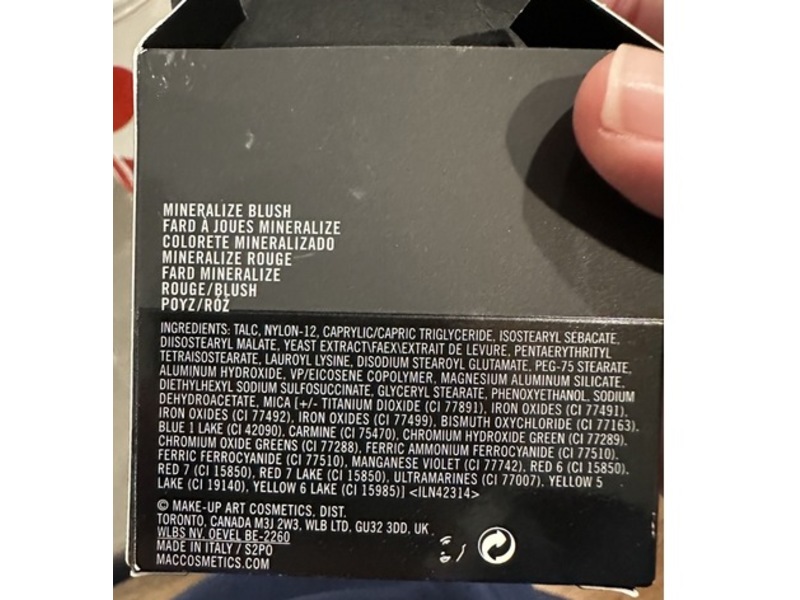 MINERALIZE BLUSH
FARD À JOUES MINERALIZE
COLORETE MINERALIZADO
MINERALIZE ROUGE
FARD MINERALIZE
ROUGE/BLUSH
ΡΟΥΖ/RÓŻ
INGREDIENTS: TALC, NYLON-12, CAPRYLIC/CAPRIC TRIGLYCERIDE, ISOSTEARYL SEBACATE,
DIISOSTEARYL MALATE, YEAST EXTRACT\FAEX\EXTRAIT DE LEVURE, PENTAERYTHRITYL
TETRAISOSTEARATE, LAUROYL LYSINE, DISODIUM STEAROYL GLUTAMATE, PEG-75 STEARATE,
ALUMINUM HYDROXIDE, VP/EICOSENE COPOLYMER, MAGNESIUM ALUMINUM SILICATE,
DIETHYLHEXYL SODIUM SULFOSUCCINATE, GLYCERYL STEARATE, PHENOXYETHANOL, SODIUM
DEHYDROACETATE, MICA [+/- TITANIUM DIOXIDE (CI 77891), IRON OXIDES (CI 77491),
IRON OXIDES (CI 77492), IRON OXIDES (CI 77499), BISMUTH OXYCHLORIDE (CI 77163),
BLUE 1 LAKE (CI 42090), CARMINE (CI 75470), CHROMIUM HYDROXIDE GREEN (CI 77289),
CHROMIUM OXIDE GREENS (CI 77288), FERRIC AMMONIUM FERROCYANIDE (CI 77510),
FERRIC FERROCYANIDE (CI 77510), MANGANESE VIOLET (CI 77742), RED 6 (CI 15850),
RED 7 (CI 15850), RED 7 LAKE (CI 15850), ULTRAMARINES (CI 77007), YELLOW 5
LAKE (CI 19140), YELLOW 6 LAKE (CI 15985)] <ILN42314>
© MAKE-UP ART COSMETICS, DIST.
TORONTO, CANADA M3J 2W3, WLB LTD, GU32 3DD, UK
WLBS NV, OEVEL BE-2260
MADE IN ITALY / S2PO
MACCOSMETICS.COM